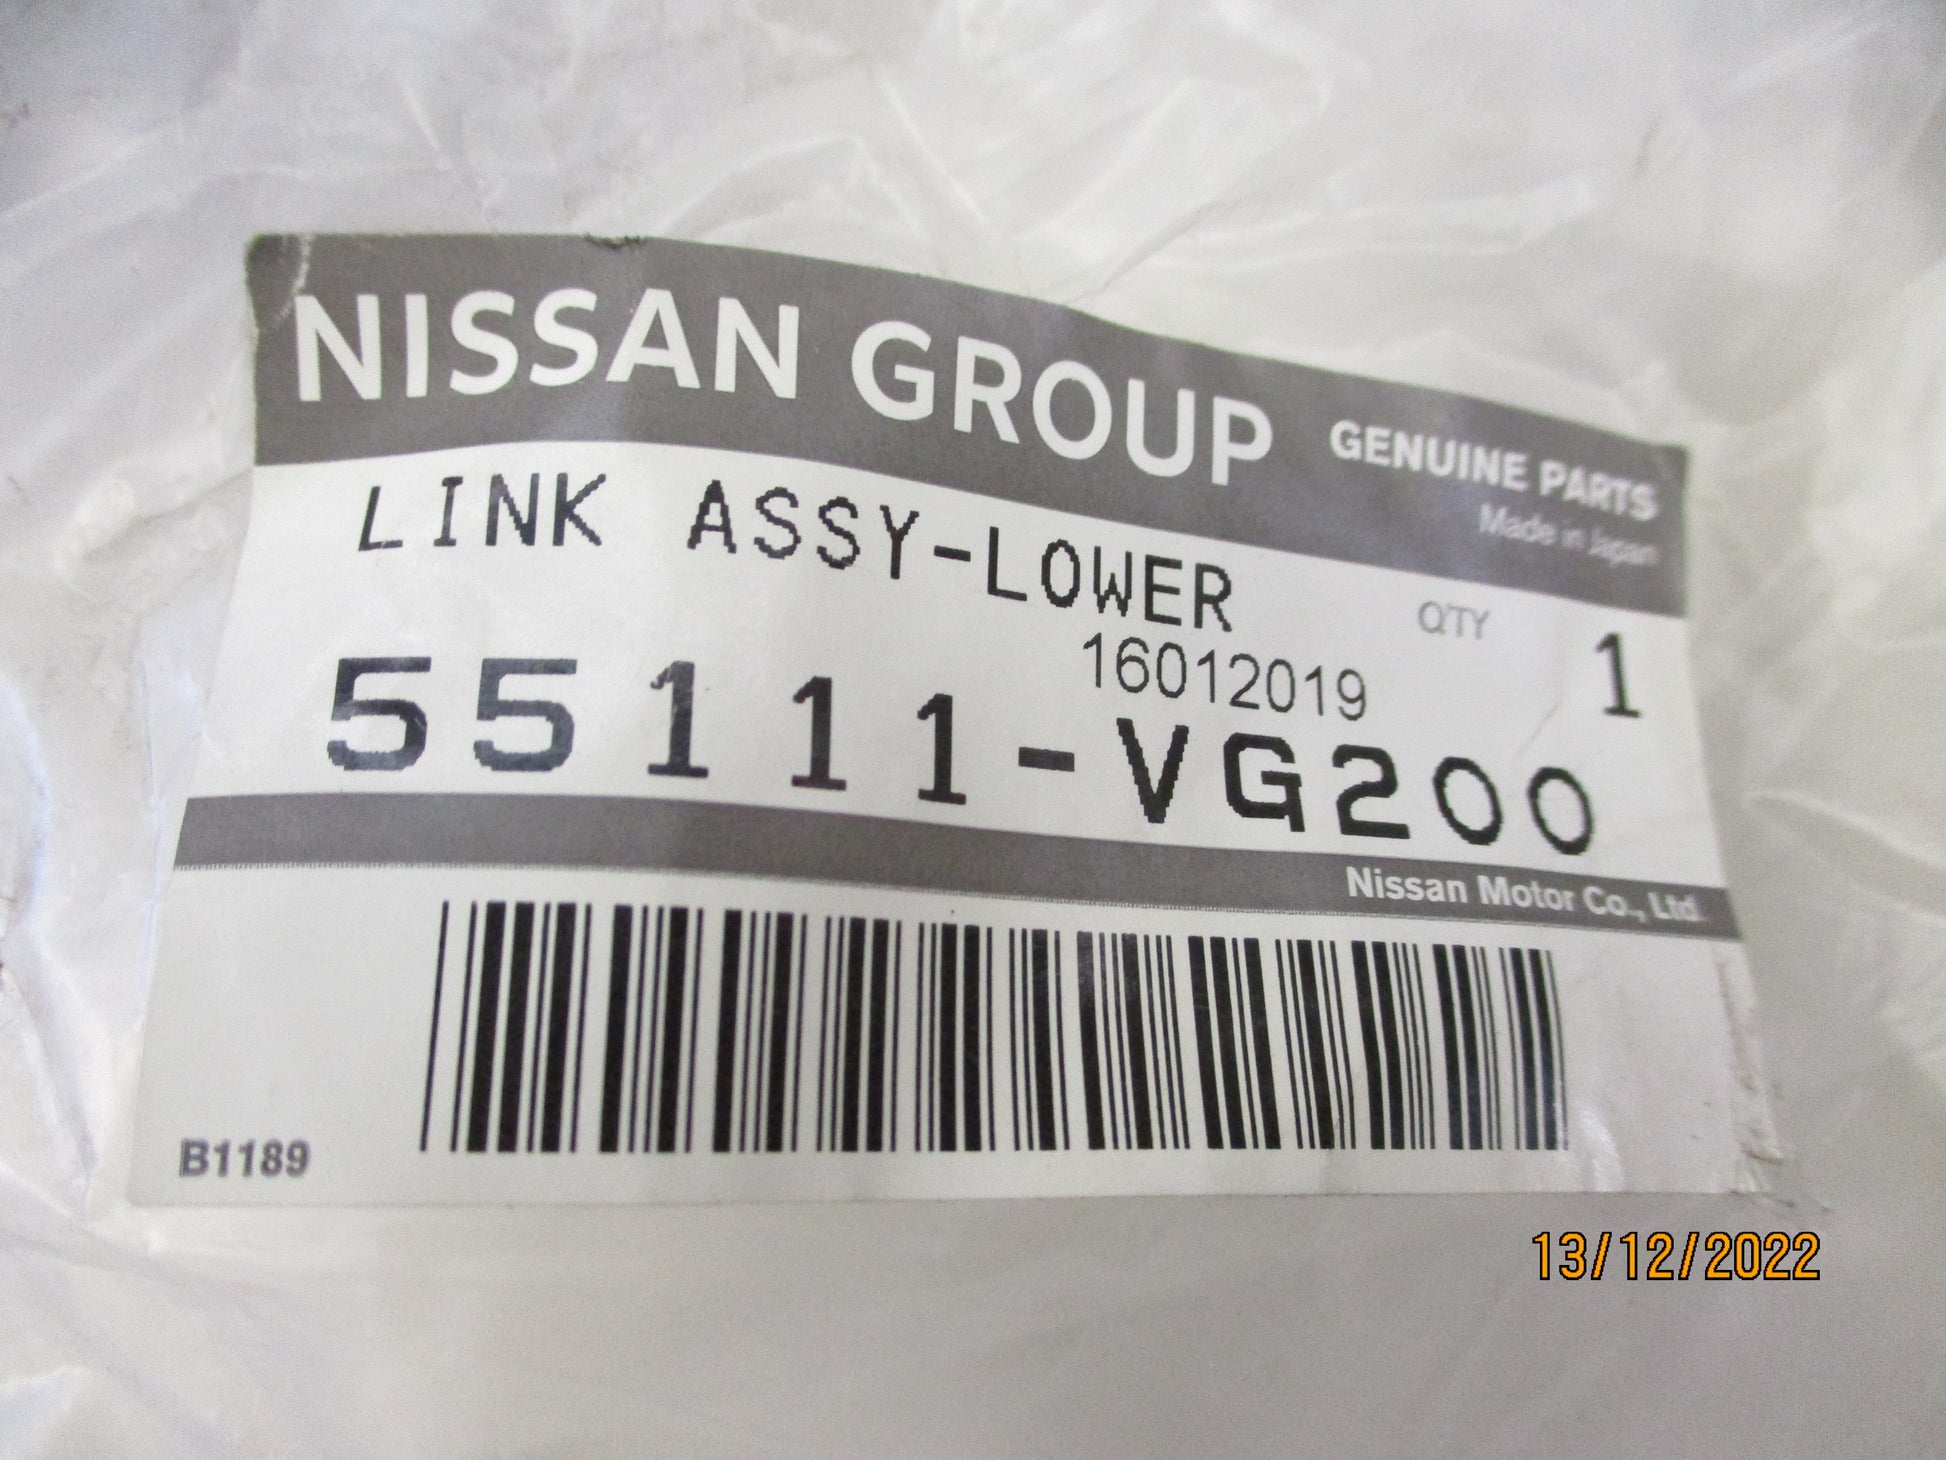 NISSAN GROUP GENUINE PARTS
Made in Japan
LINK ASSY-LOWER
QTY 1
16012019
55111-VG200
Nissan Motor Co., Ltd.
B1189
13/12/2022